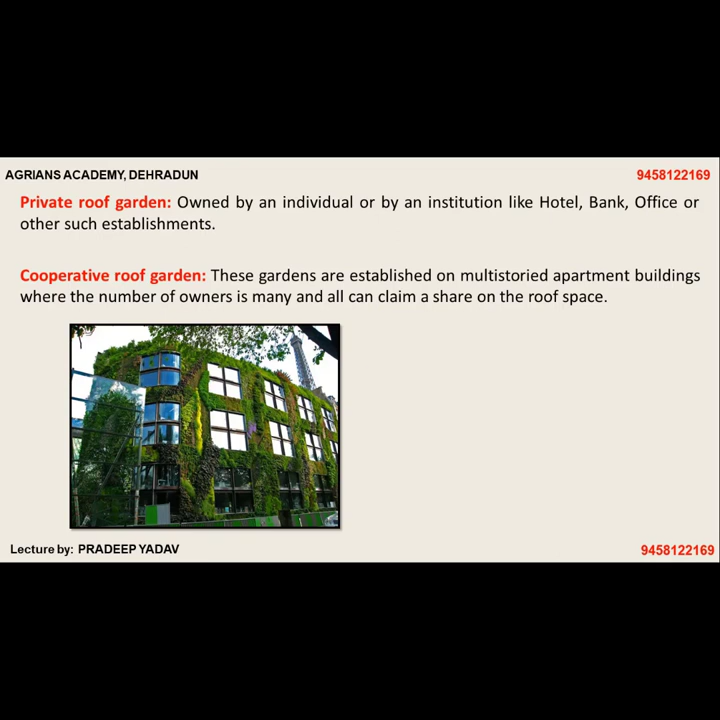 AGRIANS ACADEMY, DEHRADUN 9458122169
Private roof garden: Owned by an individual or by an institution like Hotel, Bank, Office or
other such establishments.
Cooperative roof garden: These gardens are established on multistoried apartment buildings
where the number of owners is many and all can claim a share on the roof space.
Lecture by: PRADEEP YADAV 9458122169